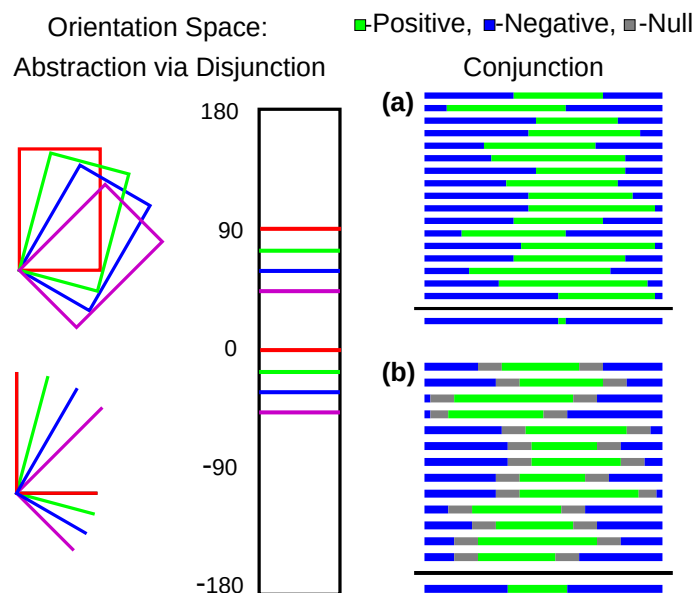 Orientation Space:
-Positive, -Negative, -Null
Abstraction via Disjunction
Conjunction
(a)
180
90
0
-90
-180
(b)